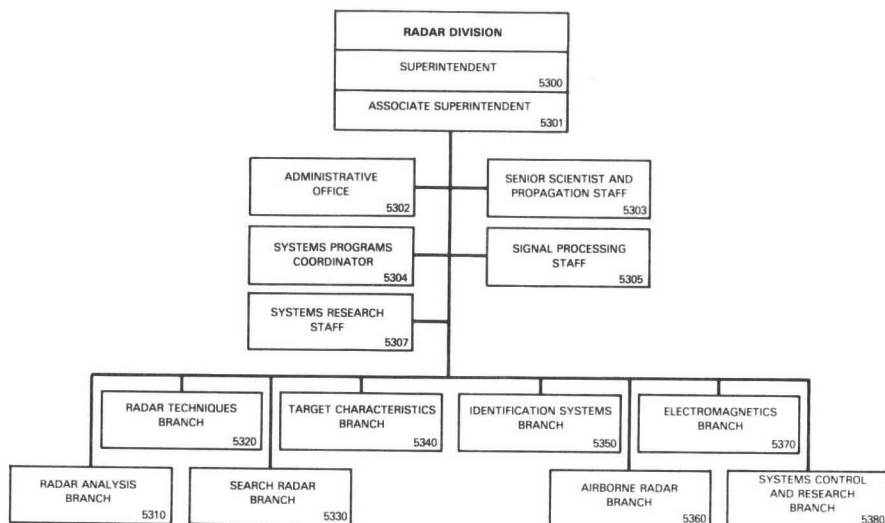 RADAR DIVISION
SUPERINTENDENT
5300
ASSOCIATE SUPERINTENDENT
5301
ADMINISTRATIVE
OFFICE
5302
SENIOR SCIENTIST AND
PROPAGATION STAFF
5303
SYSTEMS PROGRAMS
COORDINATOR
5304
SIGNAL PROCESSING
STAFF
5305
SYSTEMS RESEARCH
STAFF
5307
RADAR TECHNIQUES
BRANCH
5320
TARGET CHARACTERISTICS
BRANCH
5340
IDENTIFICATION SYSTEMS
BRANCH
5350
ELECTROMAGNETICS
BRANCH
5370
RADAR ANALYSIS
BRANCH
5310
SEARCH RADAR
BRANCH
5330
AIRBORNE RADAR
BRANCH
5360
SYSTEMS CONTROL
AND RESEARCH
BRANCH
5380